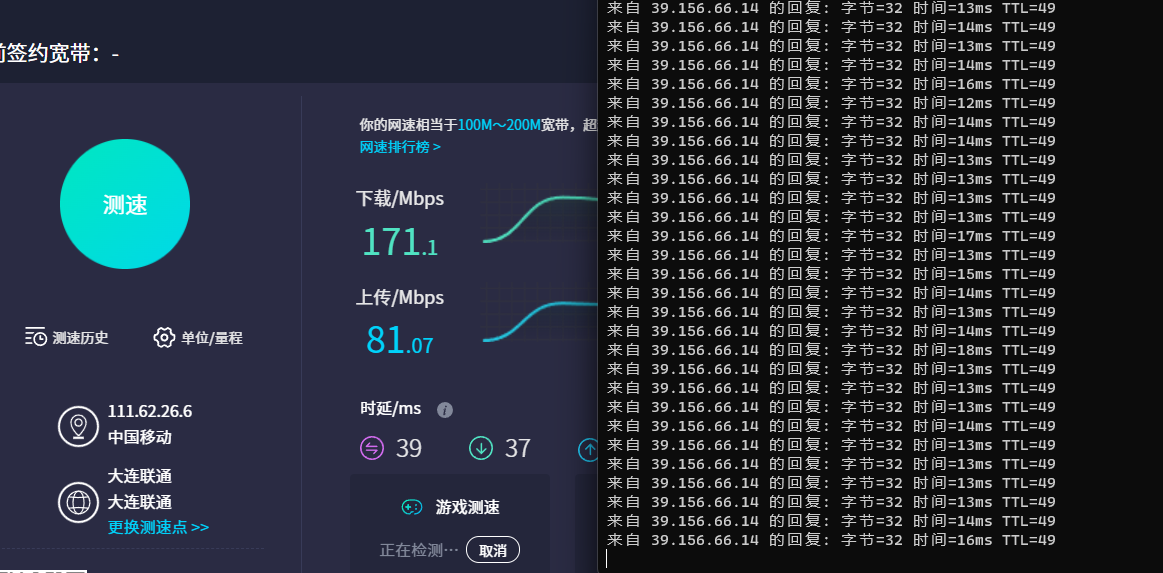 前签约宽带：-
你的网速相当于100M～200M宽带，超
网速排行榜 >
测速
下载/Mbps
171.1
上传/Mbps
81.07
测速历史
单位/量程
时延/ms
39
37
111.62.26.6
中国移动
大连联通
大连联通
更换测速点 >>
游戏测速
正在检测…
取消
来自 39.156.66.14 的回复: 字节=32 时间=13ms TTL=49
来自 39.156.66.14 的回复: 字节=32 时间=14ms TTL=49
来自 39.156.66.14 的回复: 字节=32 时间=13ms TTL=49
来自 39.156.66.14 的回复: 字节=32 时间=14ms TTL=49
来自 39.156.66.14 的回复: 字节=32 时间=16ms TTL=49
来自 39.156.66.14 的回复: 字节=32 时间=12ms TTL=49
来自 39.156.66.14 的回复: 字节=32 时间=14ms TTL=49
来自 39.156.66.14 的回复: 字节=32 时间=14ms TTL=49
来自 39.156.66.14 的回复: 字节=32 时间=13ms TTL=49
来自 39.156.66.14 的回复: 字节=32 时间=13ms TTL=49
来自 39.156.66.14 的回复: 字节=32 时间=13ms TTL=49
来自 39.156.66.14 的回复: 字节=32 时间=13ms TTL=49
来自 39.156.66.14 的回复: 字节=32 时间=17ms TTL=49
来自 39.156.66.14 的回复: 字节=32 时间=13ms TTL=49
来自 39.156.66.14 的回复: 字节=32 时间=15ms TTL=49
来自 39.156.66.14 的回复: 字节=32 时间=14ms TTL=49
来自 39.156.66.14 的回复: 字节=32 时间=13ms TTL=49
来自 39.156.66.14 的回复: 字节=32 时间=14ms TTL=49
来自 39.156.66.14 的回复: 字节=32 时间=18ms TTL=49
来自 39.156.66.14 的回复: 字节=32 时间=13ms TTL=49
来自 39.156.66.14 的回复: 字节=32 时间=13ms TTL=49
来自 39.156.66.14 的回复: 字节=32 时间=13ms TTL=49
来自 39.156.66.14 的回复: 字节=32 时间=14ms TTL=49
来自 39.156.66.14 的回复: 字节=32 时间=13ms TTL=49
来自 39.156.66.14 的回复: 字节=32 时间=13ms TTL=49
来自 39.156.66.14 的回复: 字节=32 时间=13ms TTL=49
来自 39.156.66.14 的回复: 字节=32 时间=13ms TTL=49
来自 39.156.66.14 的回复: 字节=32 时间=14ms TTL=49
来自 39.156.66.14 的回复: 字节=32 时间=16ms TTL=49